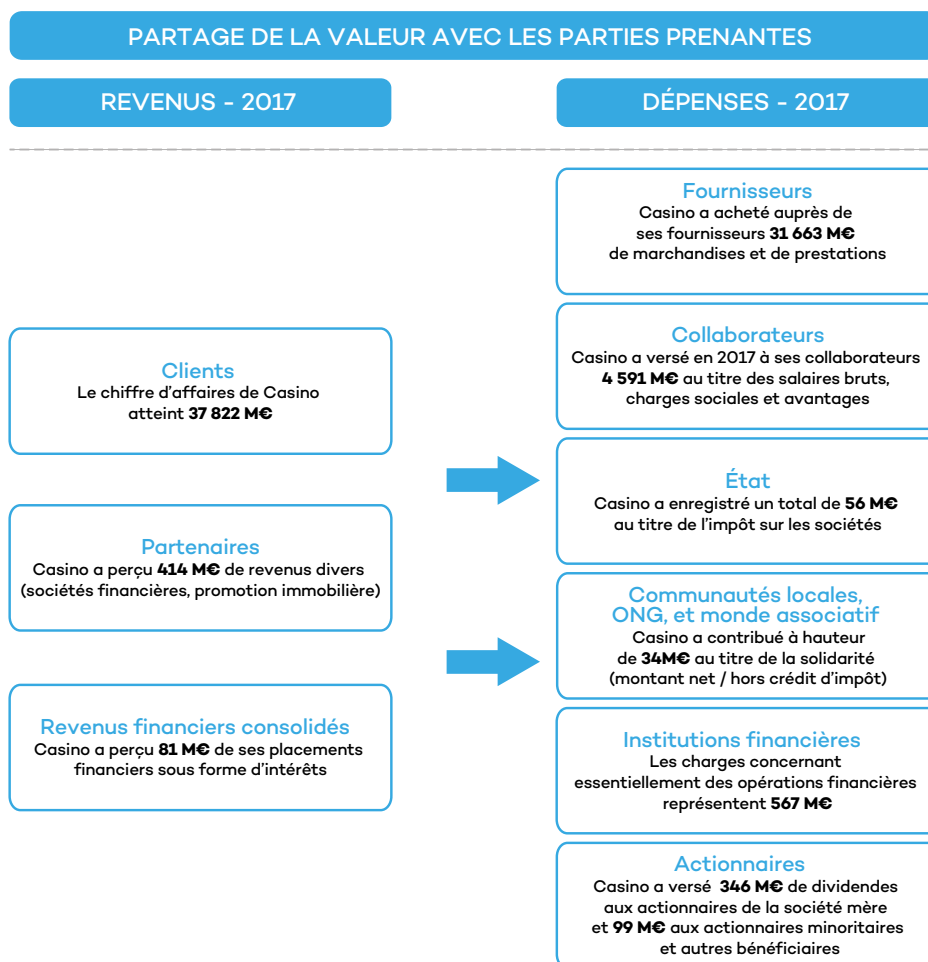 PARTAGE DE LA VALEUR AVEC LES PARTIES PRENANTES
REVENUS - 2017
DÉPENSES - 2017
Clients
Le chiffre d'affaires de Casino
atteint 37 822 M€
Partenaires
Casino a perçu 414 M€ de revenus divers
(sociétés financières, promotion immobilière)
Revenus financiers consolidés
Casino a perçu 81 M€ de ses placements
financiers sous forme d'intérêts
Fournisseurs
Casino a acheté auprès de
ses fournisseurs 31 663 M€
de marchandises et de prestations
Collaborateurs
Casino a versé en 2017 à ses collaborateurs
4 591 M€ au titre des salaires bruts,
charges sociales et avantages
État
Casino a enregistré un total de 56 M€
au titre de l'impôt sur les sociétés
Communautés locales,
ONG, et monde associatif
Casino a contribué à hauteur
de 34M€ au titre de la solidarité
(montant net / hors crédit d'impôt)
Institutions financières
Les charges concernant
essentiellement des opérations financières
représentent 567 M€
Actionnaires
Casino a versé 346 M€ de dividendes
aux actionnaires de la société mère
et 99 M€ aux actionnaires minoritaires
et autres bénéficiaires